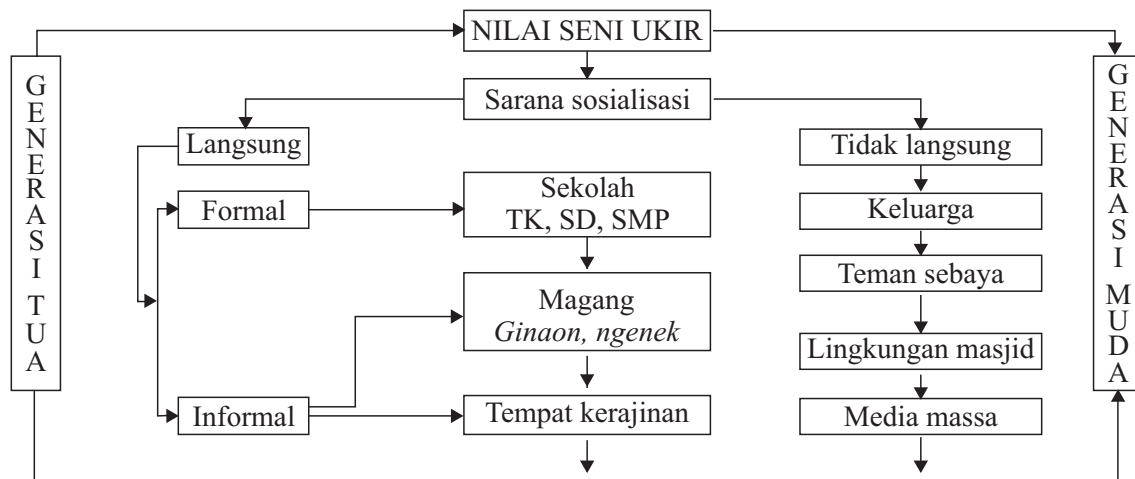 NILAI SENI UKIR
GENERASI TUA
GENERASI MUDA
Sarana sosialisasi
Langsung
Tidak langsung
Formal
Sekolah
TK, SD, SMP
Keluarga
Teman sebaya
Magang
Ginaon, ngenek
Lingkungan masjid
Informal
Tempat kerajinan
Media massa